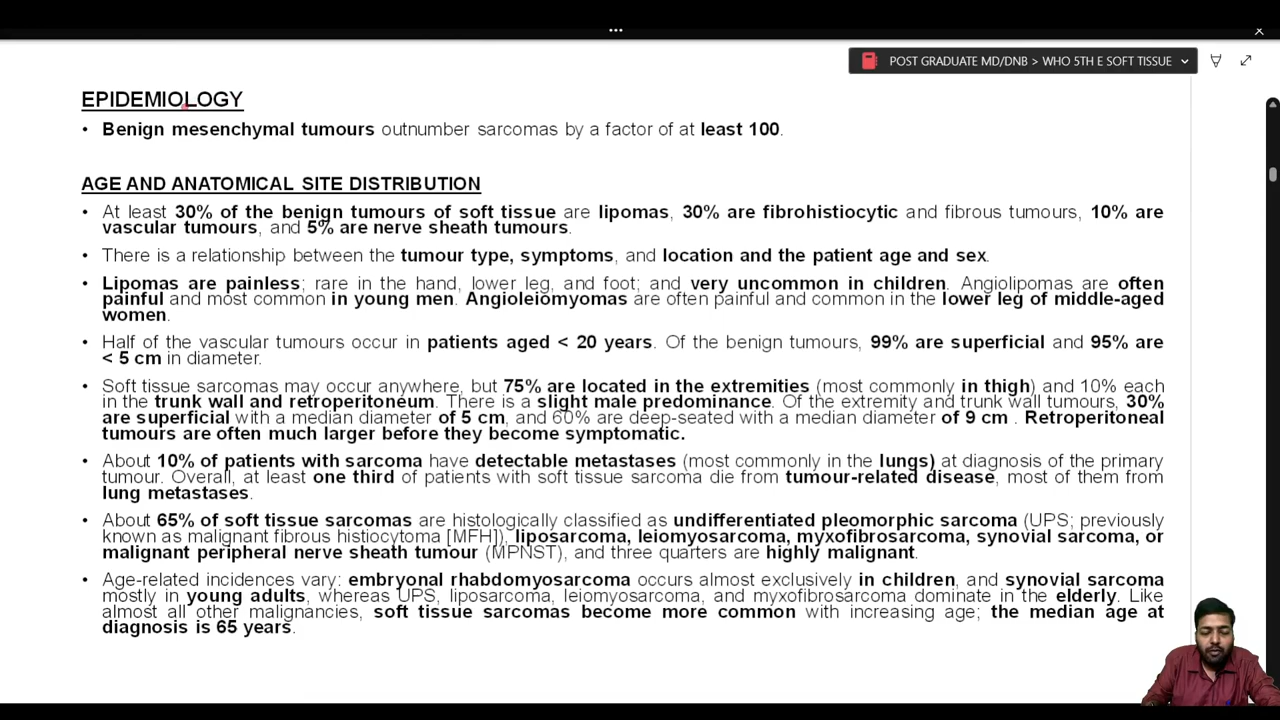 POST GRADUATE MD/DNB > WHO 5TH E SOFT TISSUE
EPIDEMIOLOGY
• Benign mesenchymal tumours outnumber sarcomas by a factor of at least 100.
AGE AND ANATOMICAL SITE DISTRIBUTION
• At least 30% of the benign tumours of soft tissue are lipomas, 30% are fibrohistiocytic and fibrous tumours, 10% are
vascular tumours, and 5% are nerve sheath tumours.
• There is a relationship between the tumour type, symptoms, and location and the patient age and sex.
• Lipomas are painless; rare in the hand, lower leg, and foot; and very uncommon in children. Angiolipomas are often
painful and most common in young men. Angioleiomyomas are often painful and common in the lower leg of middle-aged
women.
• Half of the vascular tumours occur in patients aged < 20 years. Of the benign tumours, 99% are superficial and 95% are
< 5 cm in diameter.
• Soft tissue sarcomas may occur anywhere, but 75% are located in the extremities (most commonly in thigh) and 10% each
in the trunk wall and retroperitoneum. There is a slight male predominance. Of the extremity and trunk wall tumours, 30%
are superficial with a median diameter of 5 cm, and 60% are deep-seated with a median diameter of 9 cm . Retroperitoneal
tumours are often much larger before they become symptomatic.
• About 10% of patients with sarcoma have detectable metastases (most commonly in the lungs) at diagnosis of the primary
tumour. Overall, at least one third of patients with soft tissue sarcoma die from tumour-related disease, most of them from
lung metastases.
• About 65% of soft tissue sarcomas are histologically classified as undifferentiated pleomorphic sarcoma (UPS; previously
known as malignant fibrous histiocytoma [MFH]), liposarcoma, leiomyosarcoma, myxofibrosarcoma, synovial sarcoma, or
malignant peripheral nerve sheath tumour (MPNST), and three quarters are highly malignant.
• Age-related incidences vary: embryonal rhabdomyosarcoma occurs almost exclusively in children, and synovial sarcoma
mostly in young adults, whereas UPS, liposarcoma, leiomyosarcoma, and myxofibrosarcoma dominate in the elderly. Like
almost all other malignancies, soft tissue sarcomas become more common with increasing age; the median age at
diagnosis is 65 years.